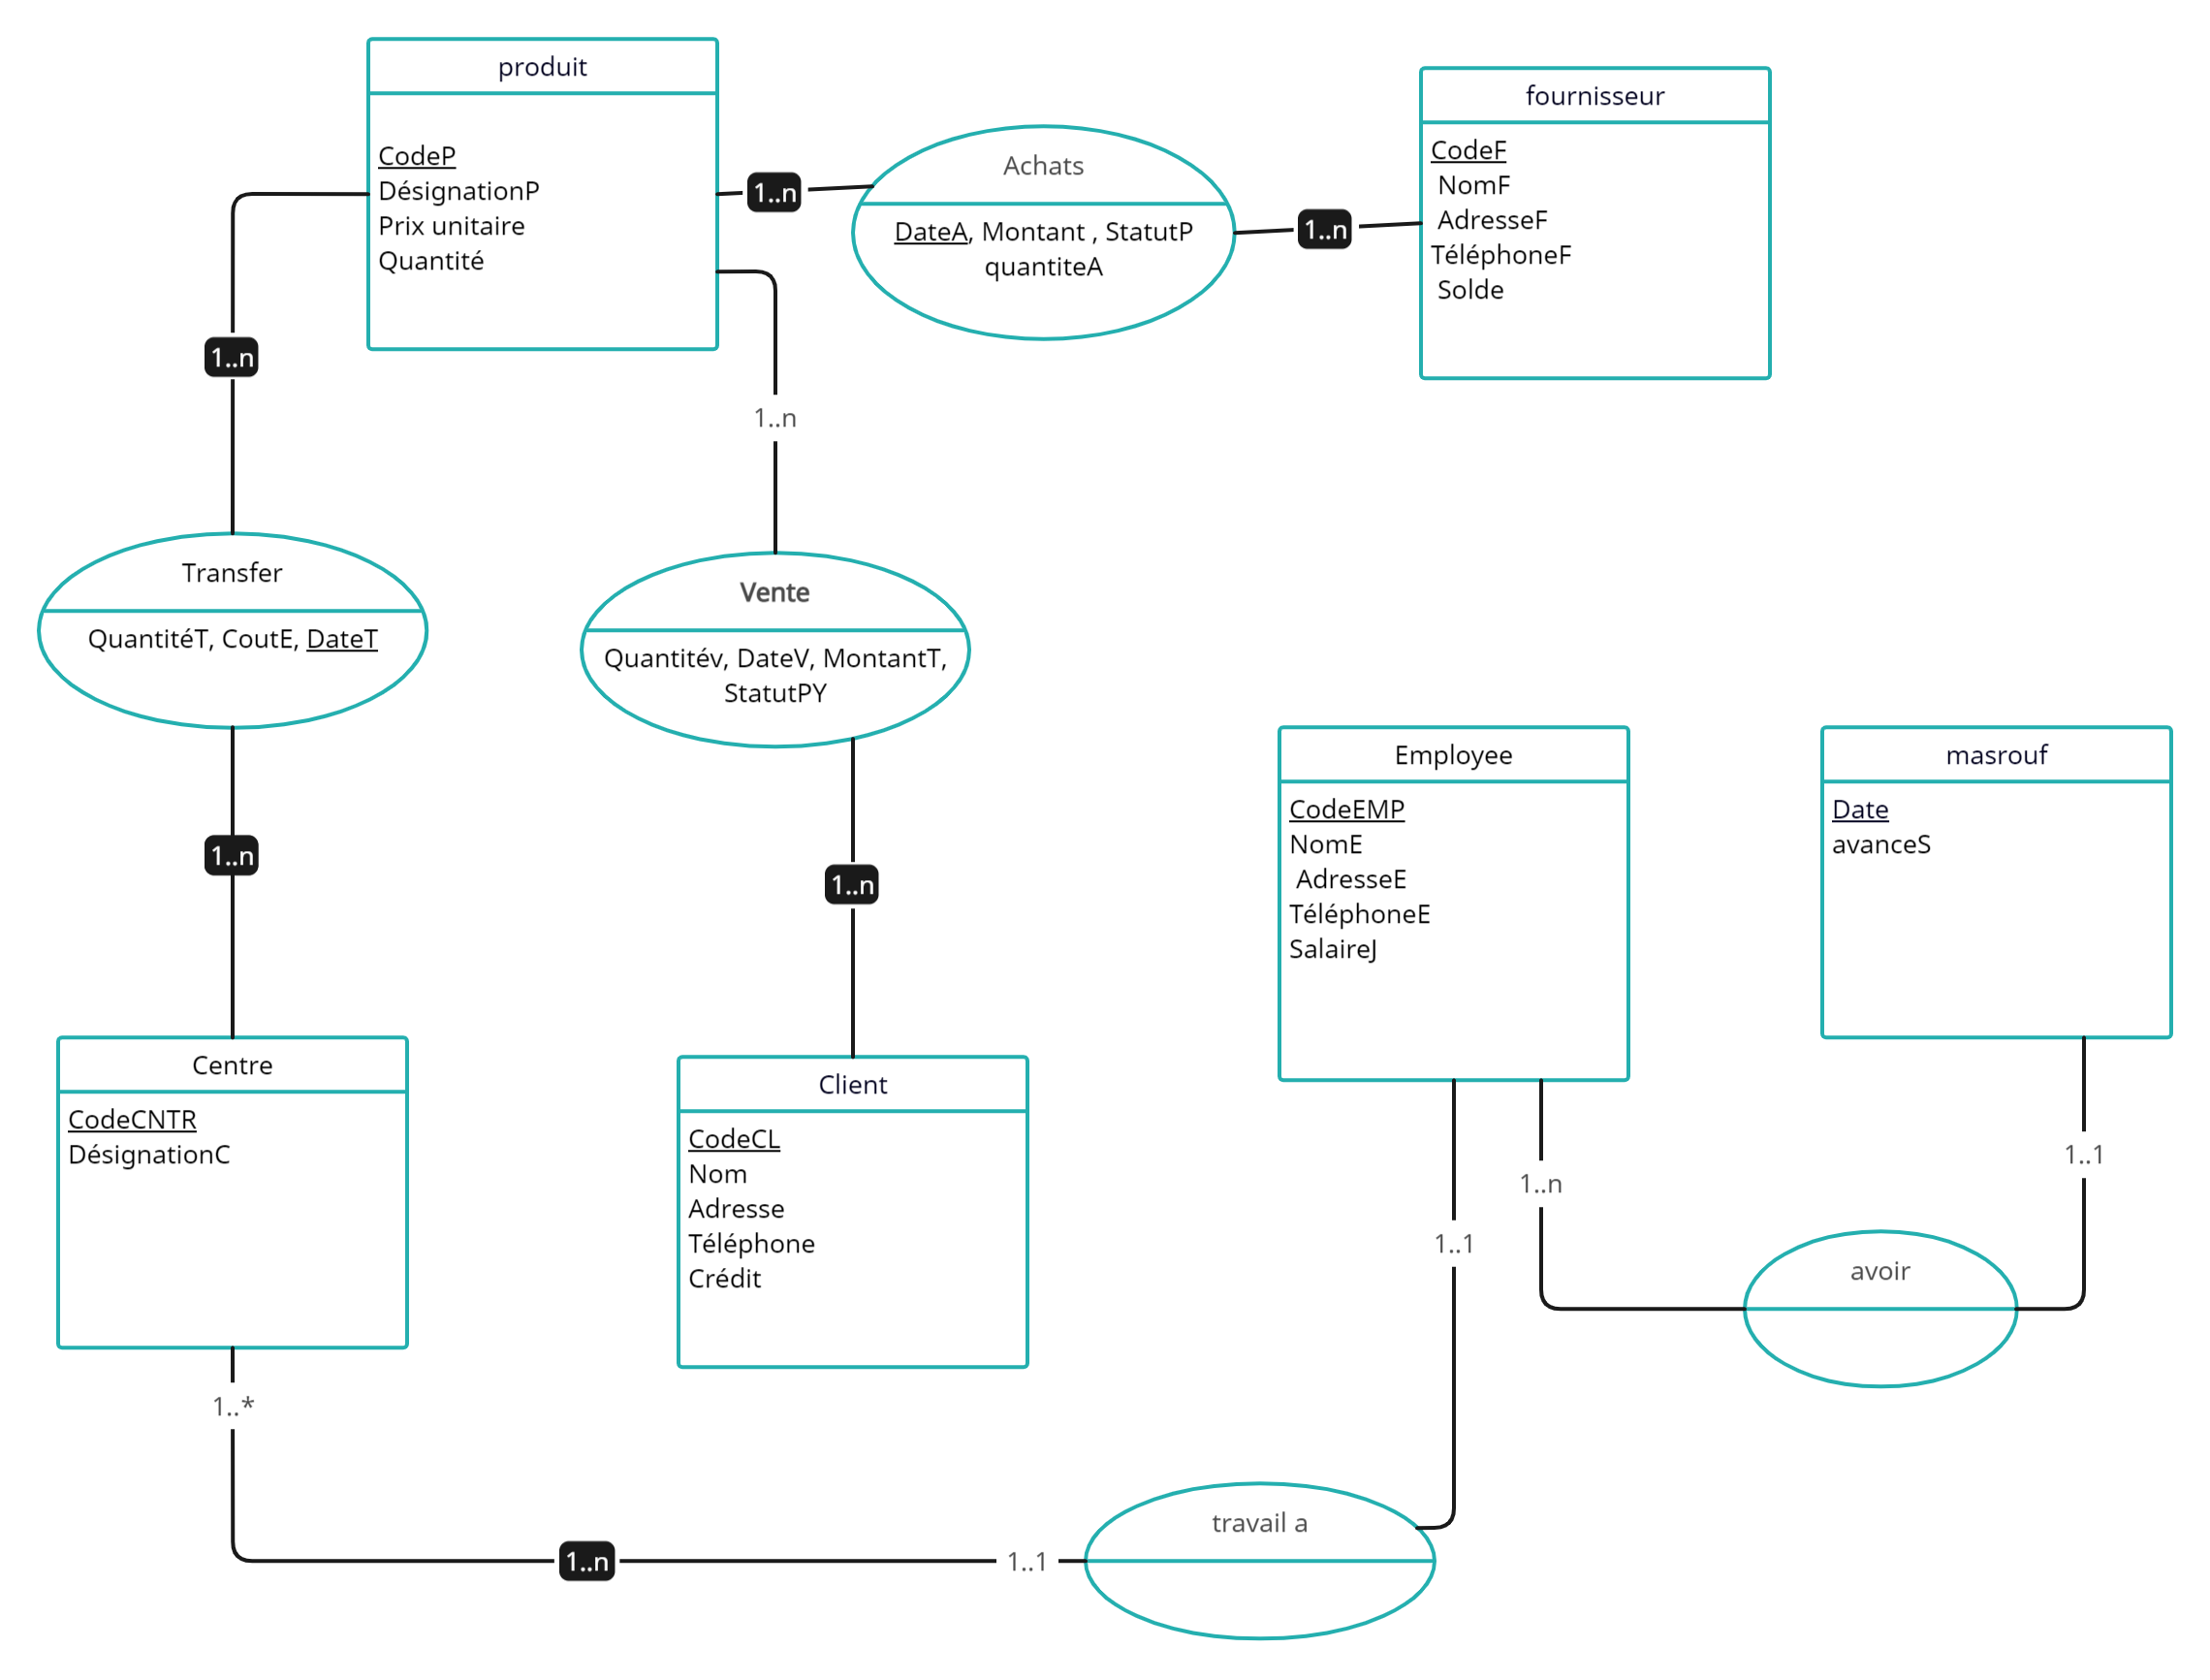 produit
CodeP
DésignationP
Prix unitaire
Quantité
1..n
Achats
DateA, Montant , StatutP
quantiteA
1..n
fournisseur
CodeF
NomF
AdresseF
TéléphoneF
Solde
1..n
1..n
Transfer
QuantitéT, CoutE, DateT
Vente
Quantitév, DateV, MontantT,
StatutPY
1..n
1..n
Employee
CodeEMP
NomE
AdresseE
TéléphoneE
SalaireJ
masrouf
Date
avanceS
Centre
CodeCNTR
DésignationC
Client
CodeCL
Nom
Adresse
Téléphone
Crédit
1..1
1..n
1..1
avoir
1..*
1..n
1..1
travail a